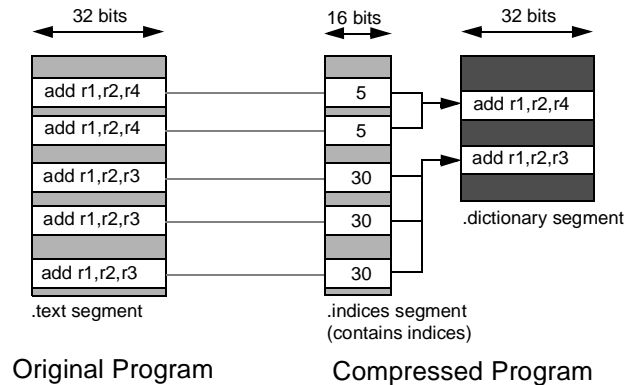 32 bits
16 bits
32 bits
add r1,r2,r4
5
add r1,r2,r4
add r1,r2,r4
5
add r1,r2,r3
add r1,r2,r3
30
add r1,r2,r3
30
.dictionary segment
add r1,r2,r3
30
.text segment
.indices segment
(contains indices)
Original Program
Compressed Program